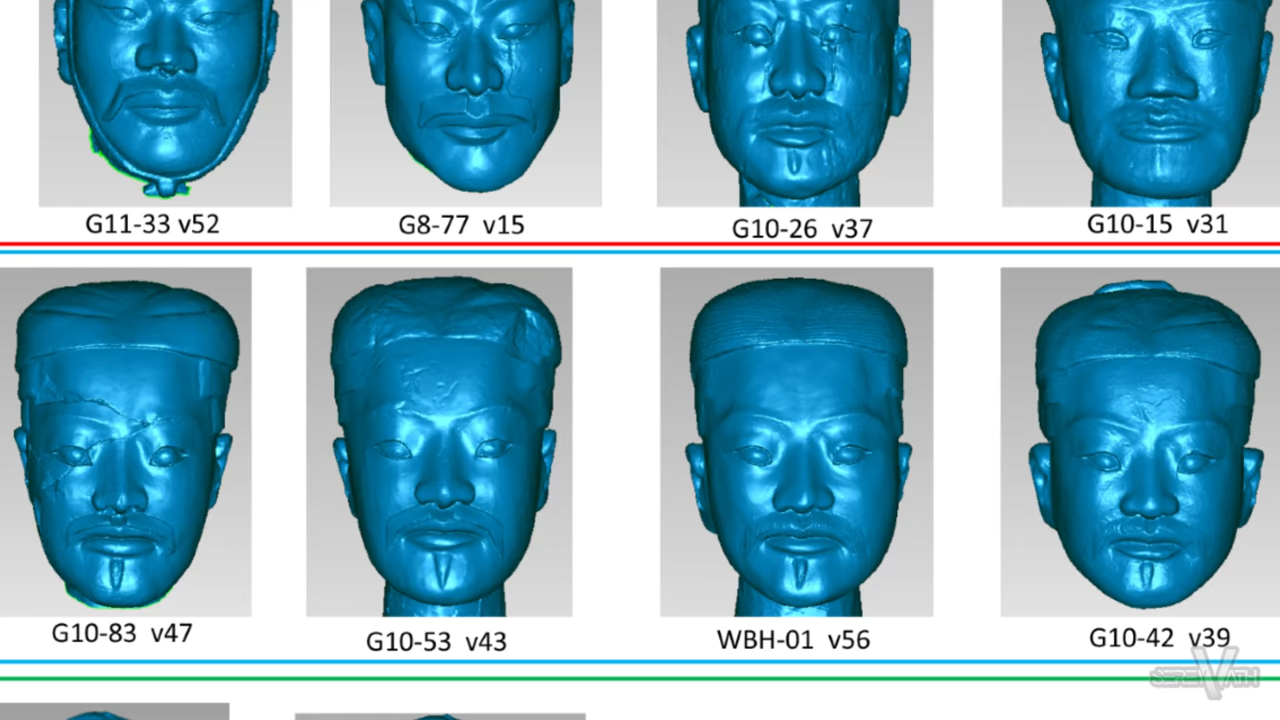 G11-33 v52
G8-77 v15
G10-26 v37
G10-15 v31
G10-83 v47
G10-53 v43
WBH-01 v56
G10-42 v39
SEREYVATH